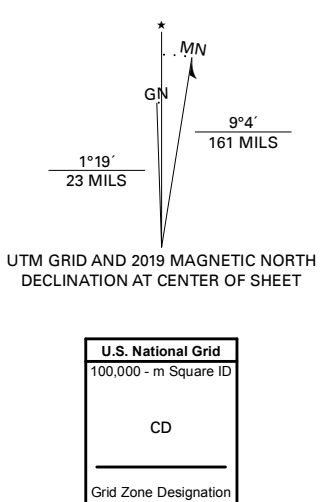 ★
MN
GN
9°4´
161 MILS
1°19´
23 MILS
UTM GRID AND 2019 MAGNETIC NORTH
DECLINATION AT CENTER OF SHEET
U.S. National Grid
100,000 - m Square ID
CD
Grid Zone Designation